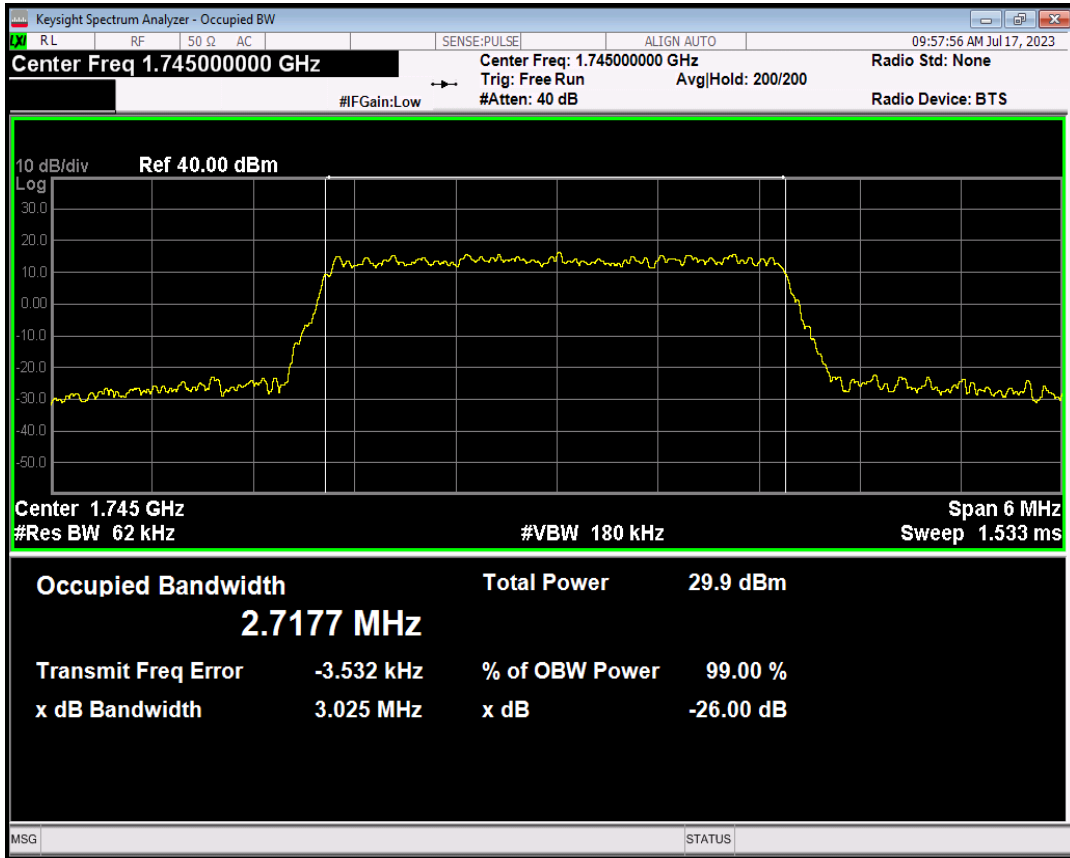 Keysight Spectrum Analyzer - Occupied BW
LXI RL RF 50 Ω AC SENSE:PULSE ALIGN AUTO 09:57:56 AM Jul 17, 2023
Center Freq 1.745000000 GHz Center Freq: 1.745000000 GHz Radio Std: None
Trig: Free Run Avg|Hold: 200/200
#IFGain:Low #Atten: 40 dB Radio Device: BTS
10 dB/div Ref 40.00 dBm
Log
30.0
20.0
10.0
0.00
-10.0
-20.0
-30.0
-40.0
-50.0
Center 1.745 GHz Span 6 MHz
#Res BW 62 kHz #VBW 180 kHz Sweep 1.533 ms
Occupied Bandwidth Total Power 29.9 dBm
2.7177 MHz
Transmit Freq Error -3.532 kHz % of OBW Power 99.00 %
x dB Bandwidth 3.025 MHz x dB -26.00 dB
MSG STATUS